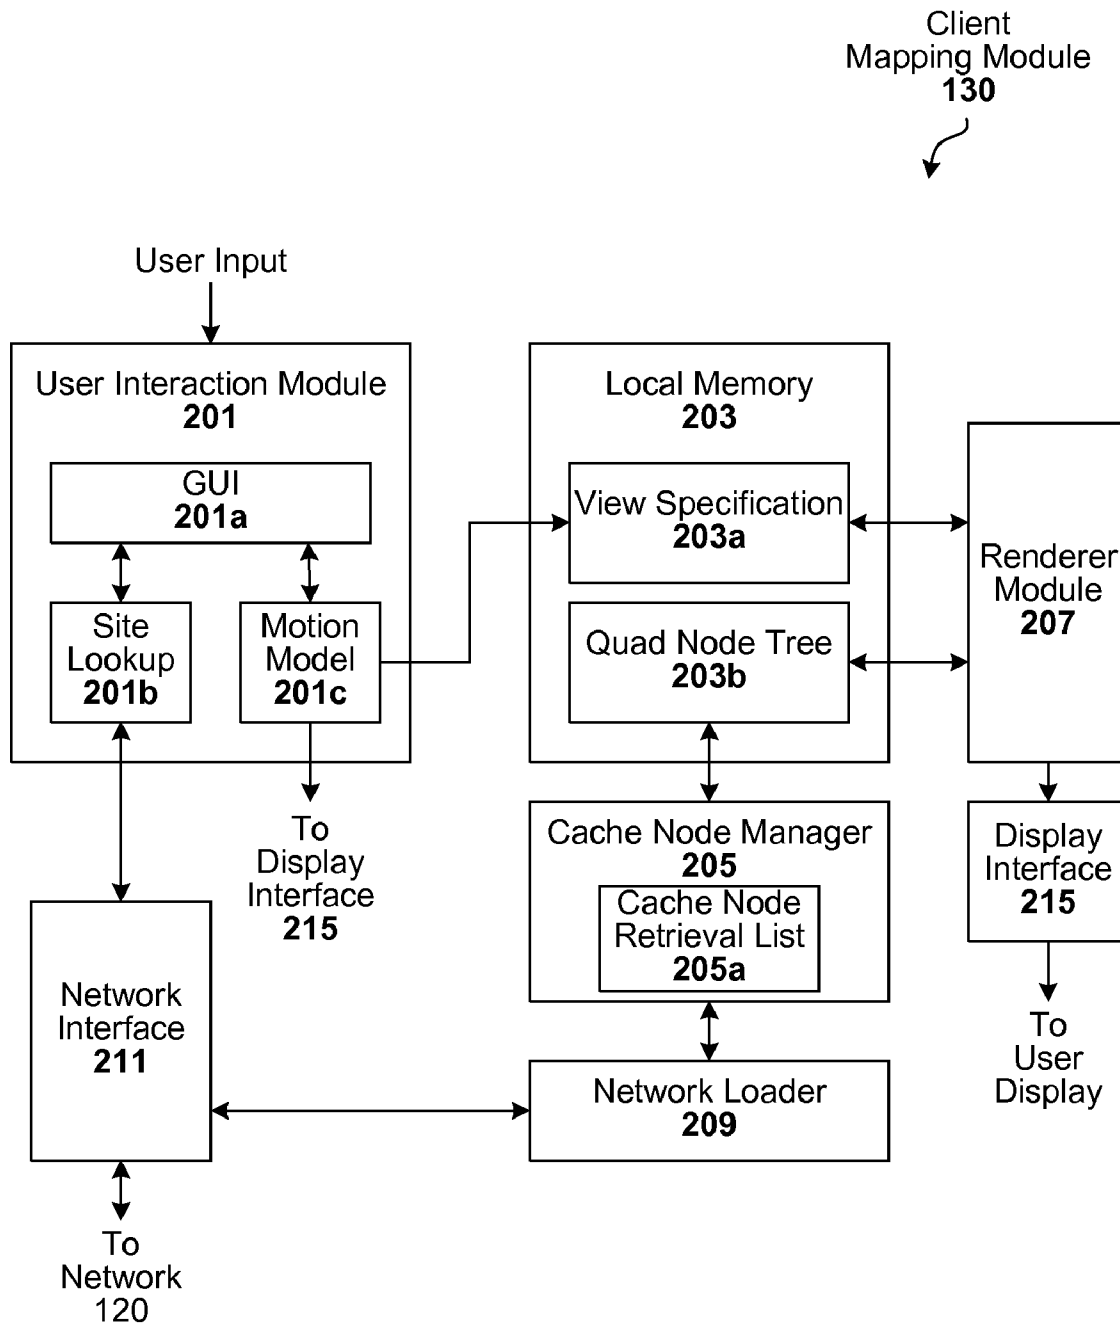 Client
Mapping Module
130
User Input
User Interaction Module
201
GUI
201a
Site
Lookup
201b
Motion
Model
201c
To
Display
Interface
215
Local Memory
203
View Specification
203a
Quad Node Tree
203b
Renderer
Module
207
Cache Node Manager
205
Cache Node
Retrieval List
205a
Display
Interface
215
To
User
Display
Network
Interface
211
Network Loader
209
To
Network
120